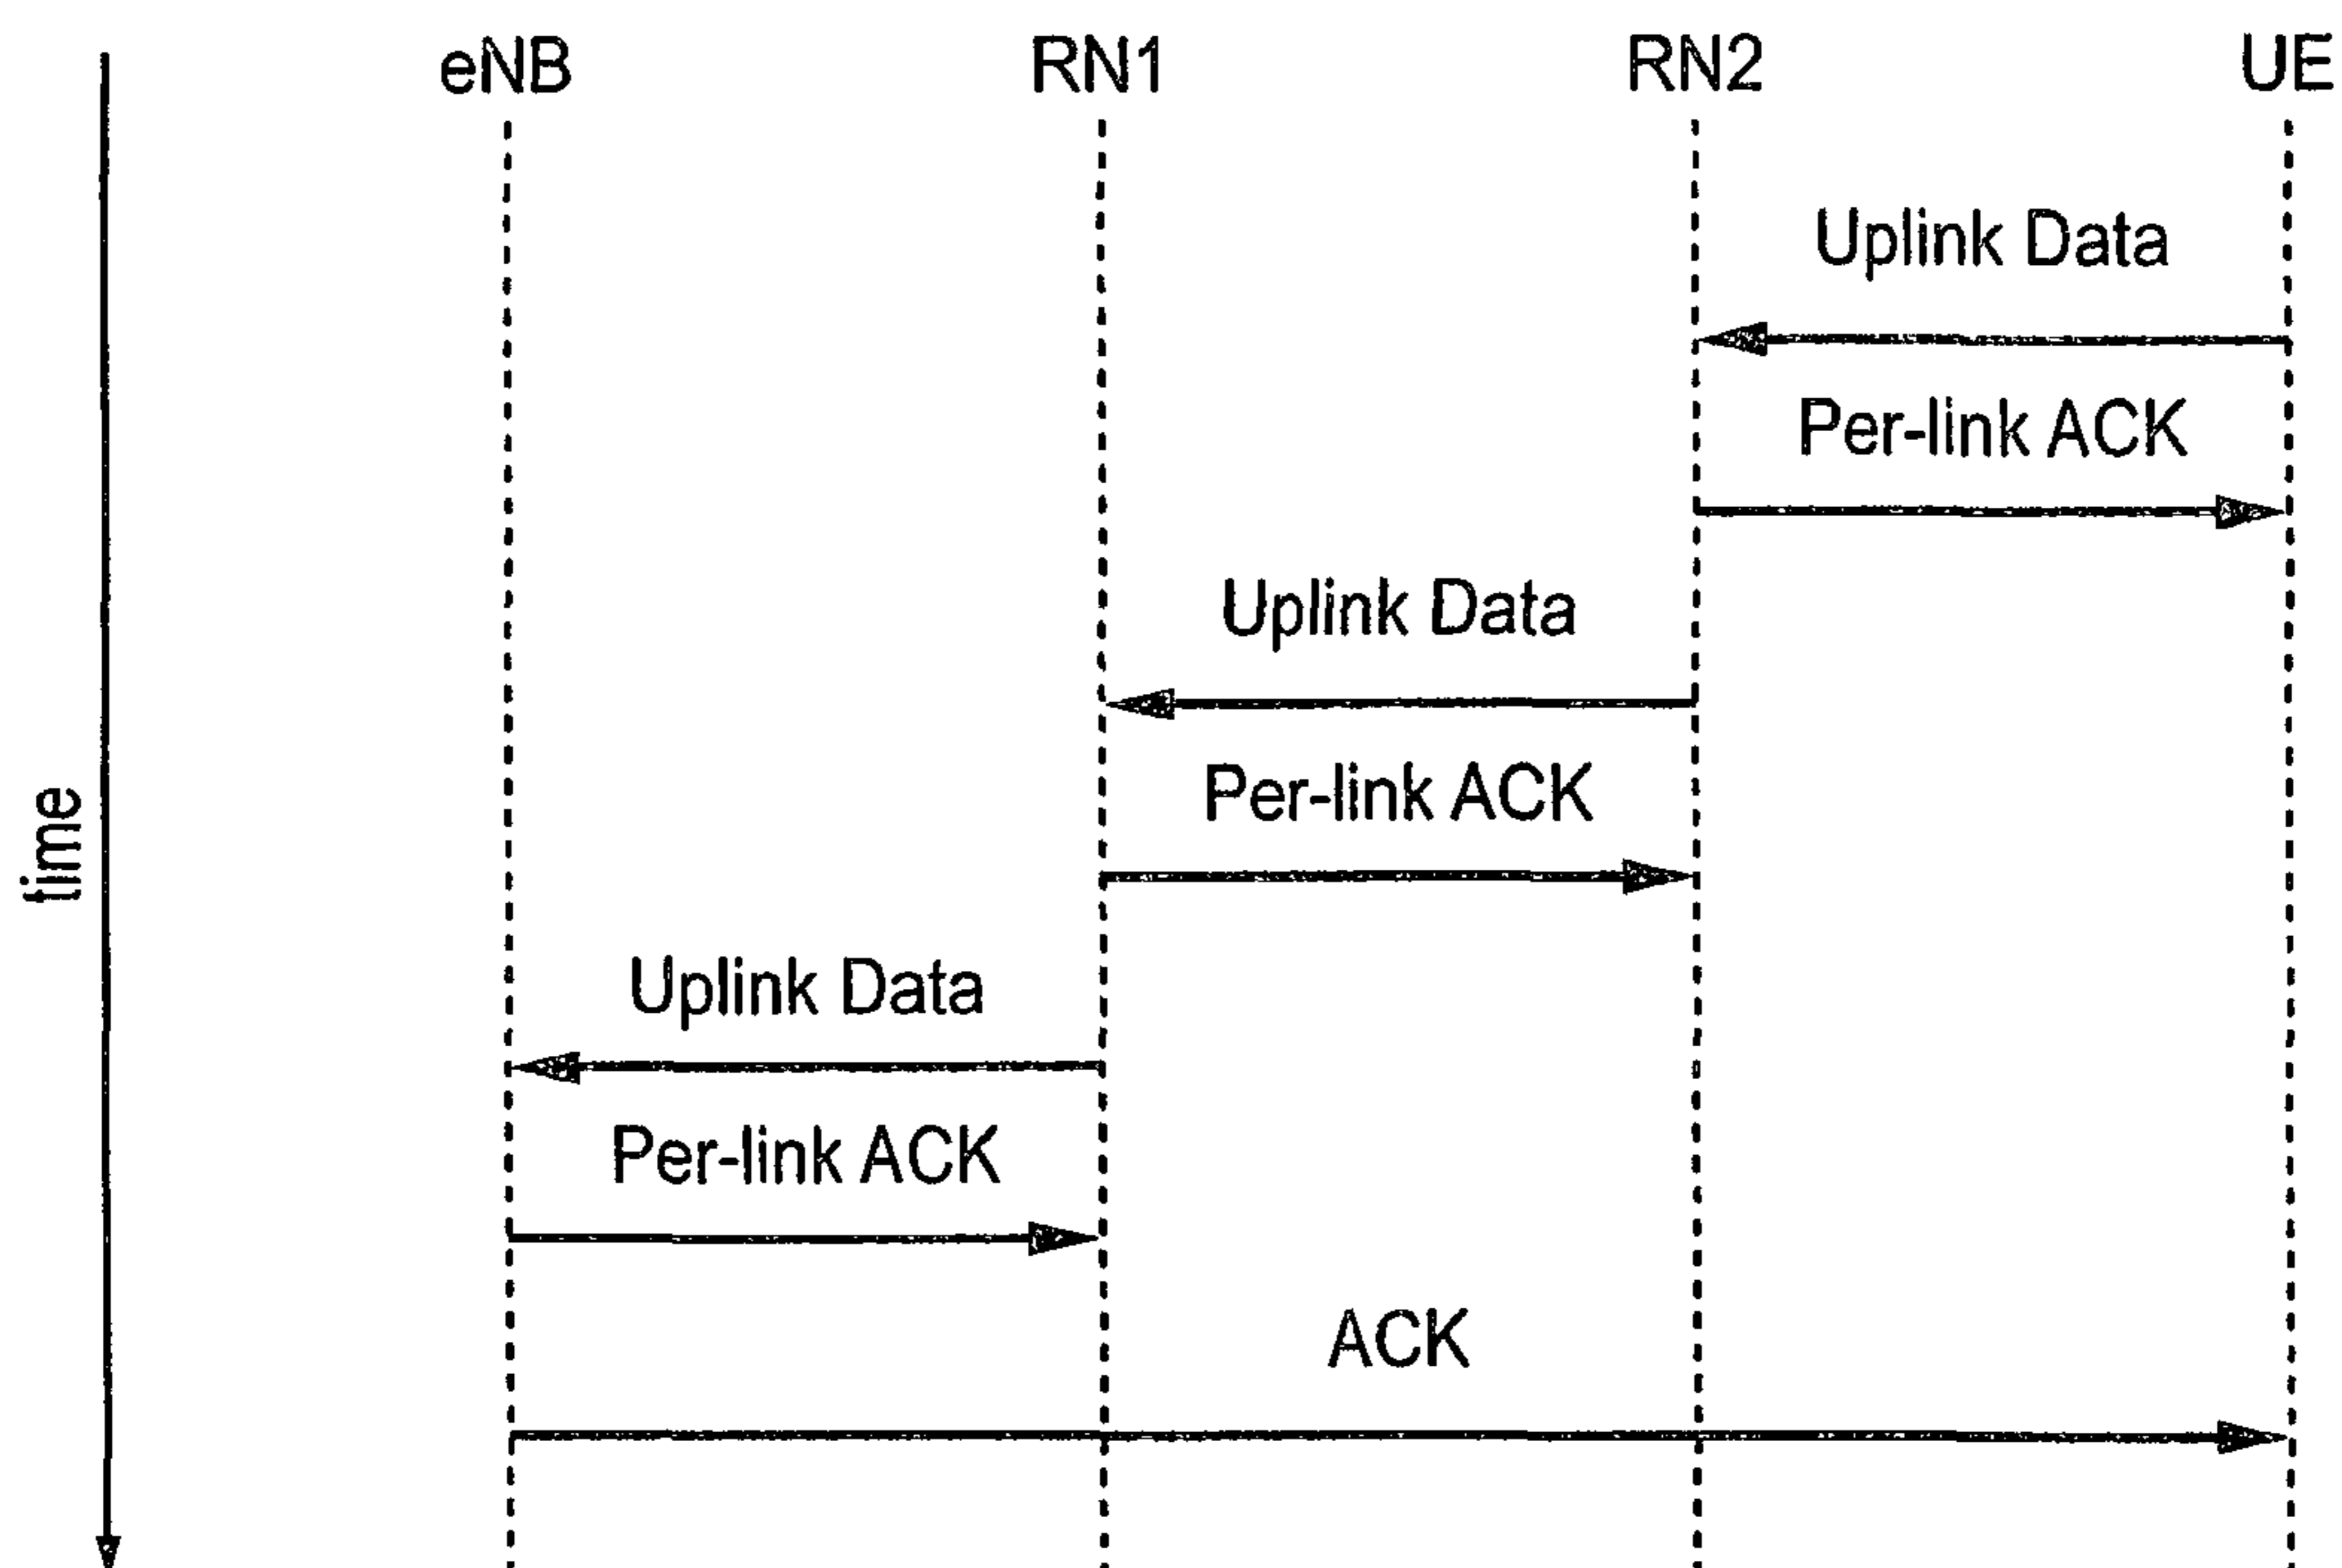 eNB RN1 RN2 UE
Uplink Data
Per-link ACK
Uplink Data
Per-link ACK
time
Uplink Data
Per-link ACK
ACK